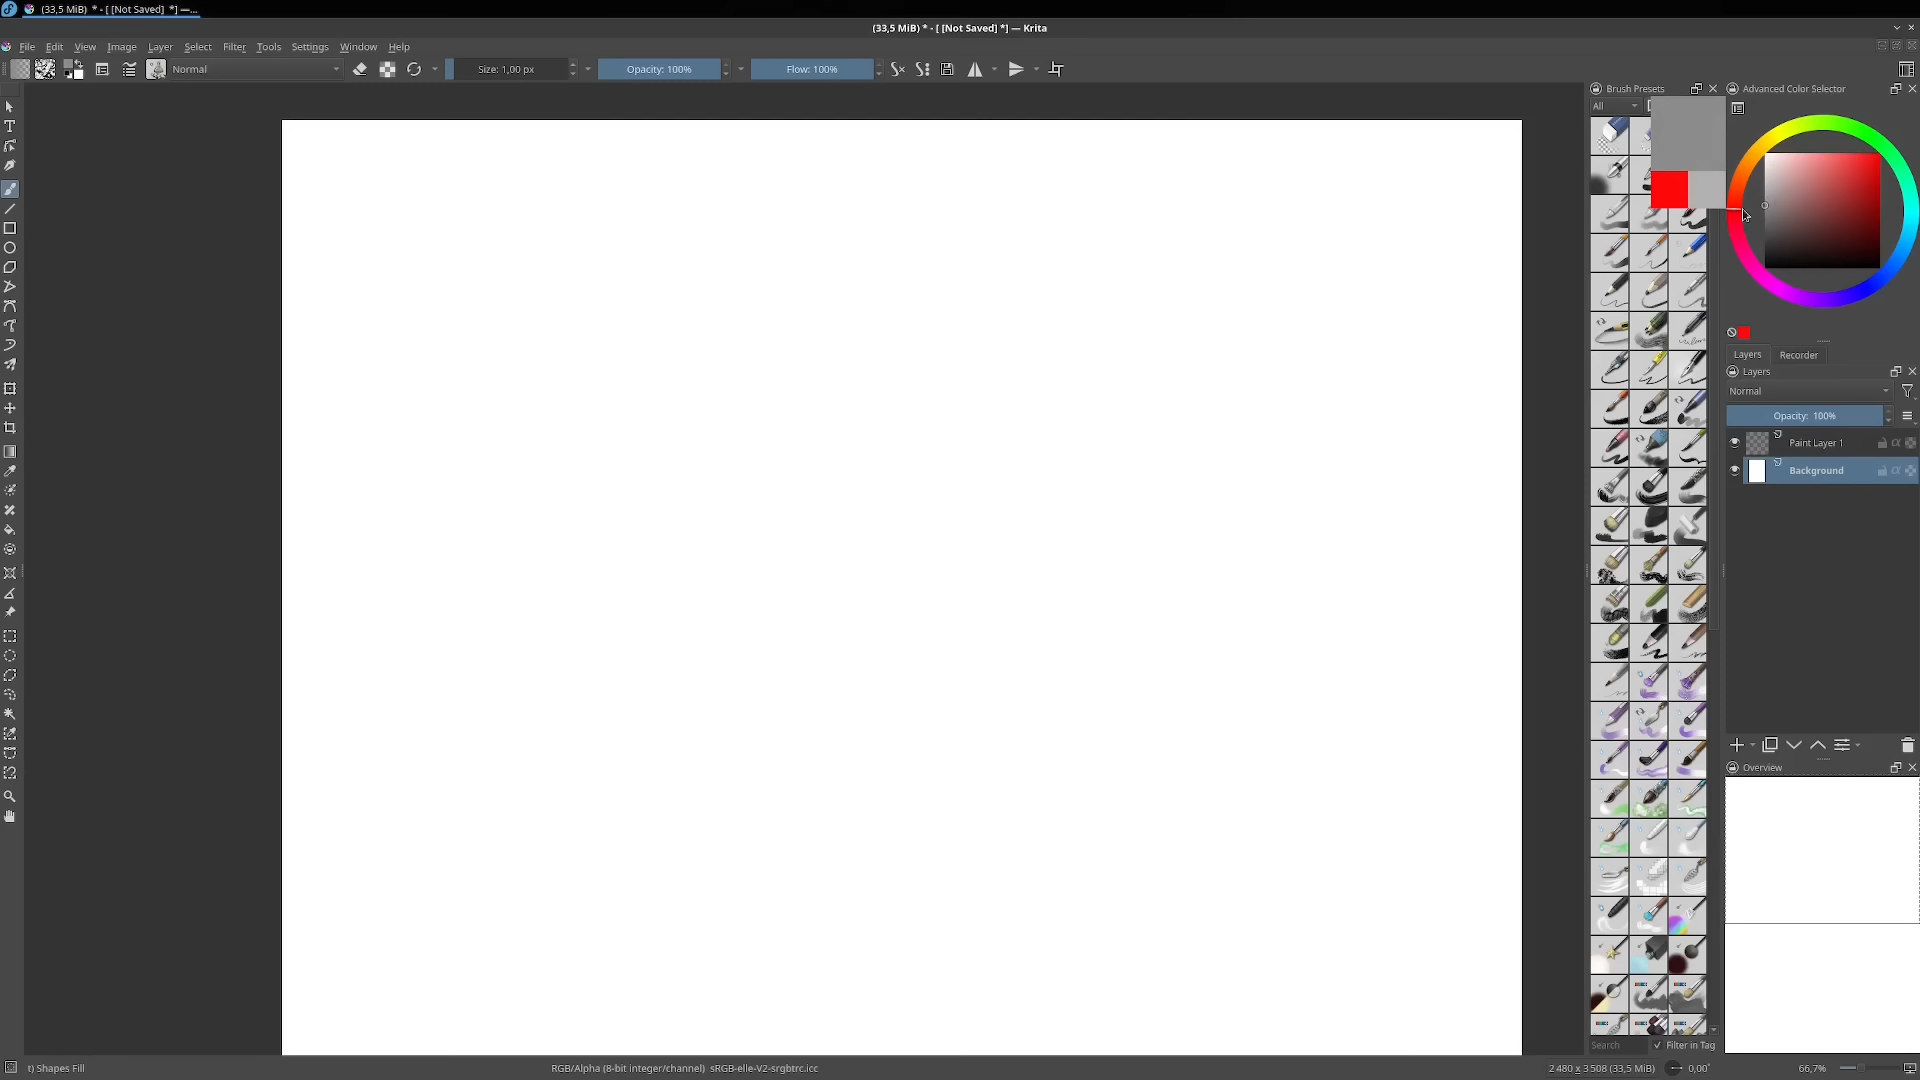 (33,5 MiB) * - [ [Not Saved] *] —...
(33,5 MiB) * - [ [Not Saved] *] — Krita
File Edit View Image Layer Select Filter Tools Settings Window Help
Normal
Size: 1,00 px
Opacity: 100%
Flow: 100%
Brush Presets
All
Advanced Color Selector
Layers Recorder
Layers
Normal
Opacity: 100%
Paint Layer 1
Background
Overview
Search
Filter in Tag
t) Shapes Fill
RGB/Alpha (8-bit integer/channel) sRGB-elle-V2-srgbtrc.icc
2 480 x 3 508 (33,5 MiB)
0,00°
66,7%